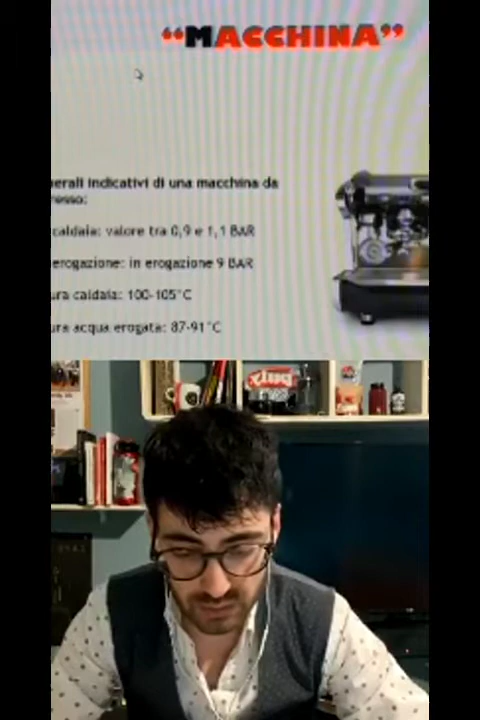 “MACCHINA”
erali indicativi di una macchina da
resso:
caldaia: valore tra 0,9 e 1,1 BAR
erogazione: in erogazione 9 BAR
ura caldaia: 100-105°C
ura acqua erogata: 87-91°C